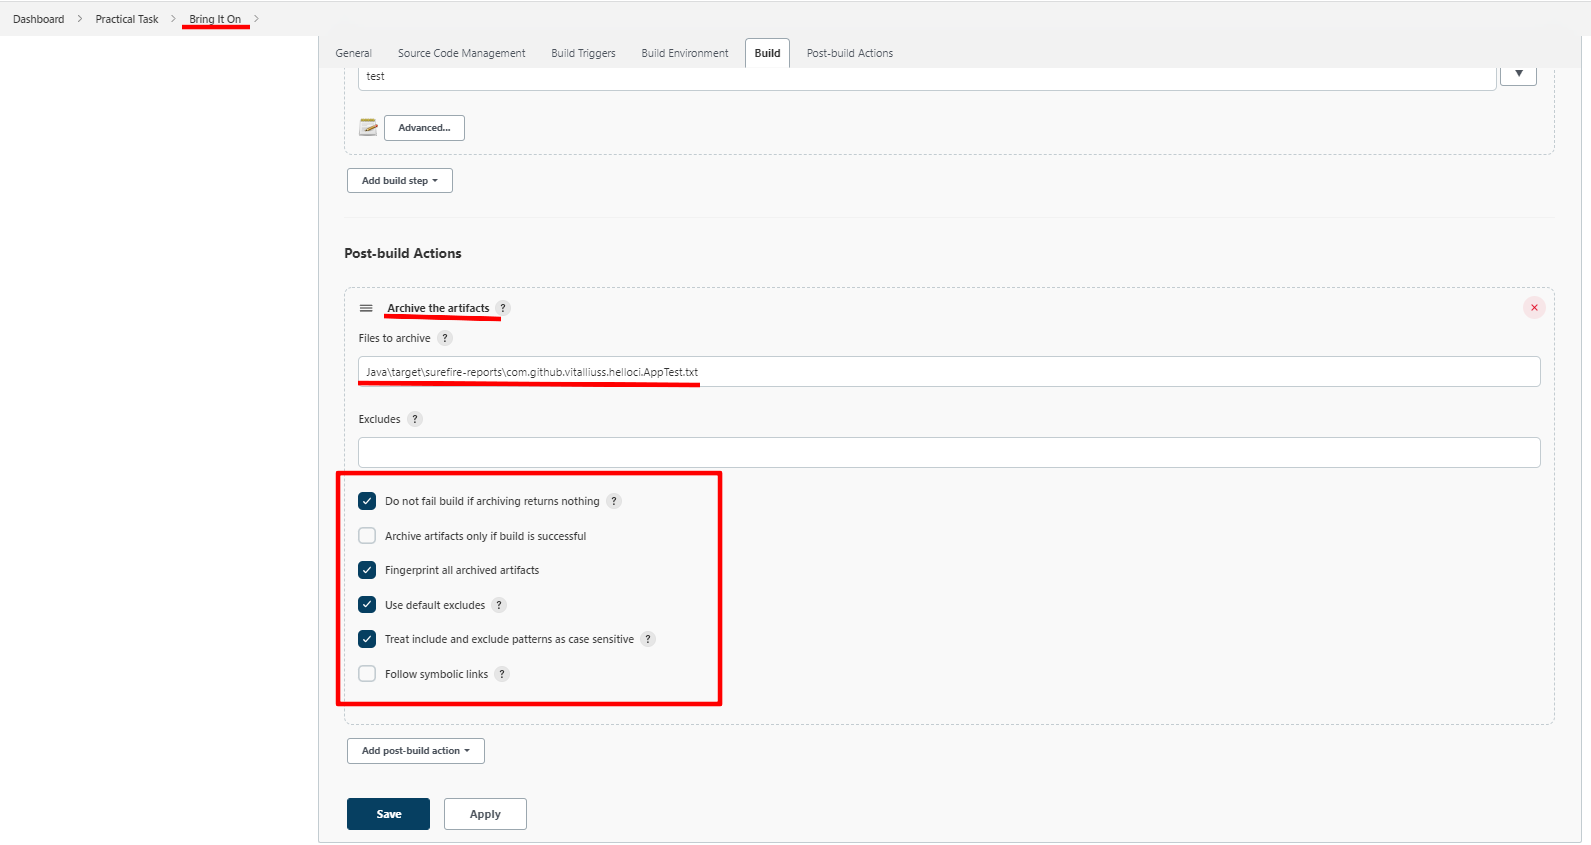 Dashboard > Practical Task > Bring It On >
General Source Code Management Build Triggers Build Environment Build Post-build Actions
test
Advanced...
Add build step
Post-build Actions
Archive the artifacts ?
Files to archive ?
Java\target\surefire-reports\com.github.vitalliuss.helloci.AppTest.txt
Excludes ?
Do not fail build if archiving returns nothing ?
Archive artifacts only if build is successful
Fingerprint all archived artifacts
Use default excludes ?
Treat include and exclude patterns as case sensitive ?
Follow symbolic links ?
Add post-build action
Save Apply